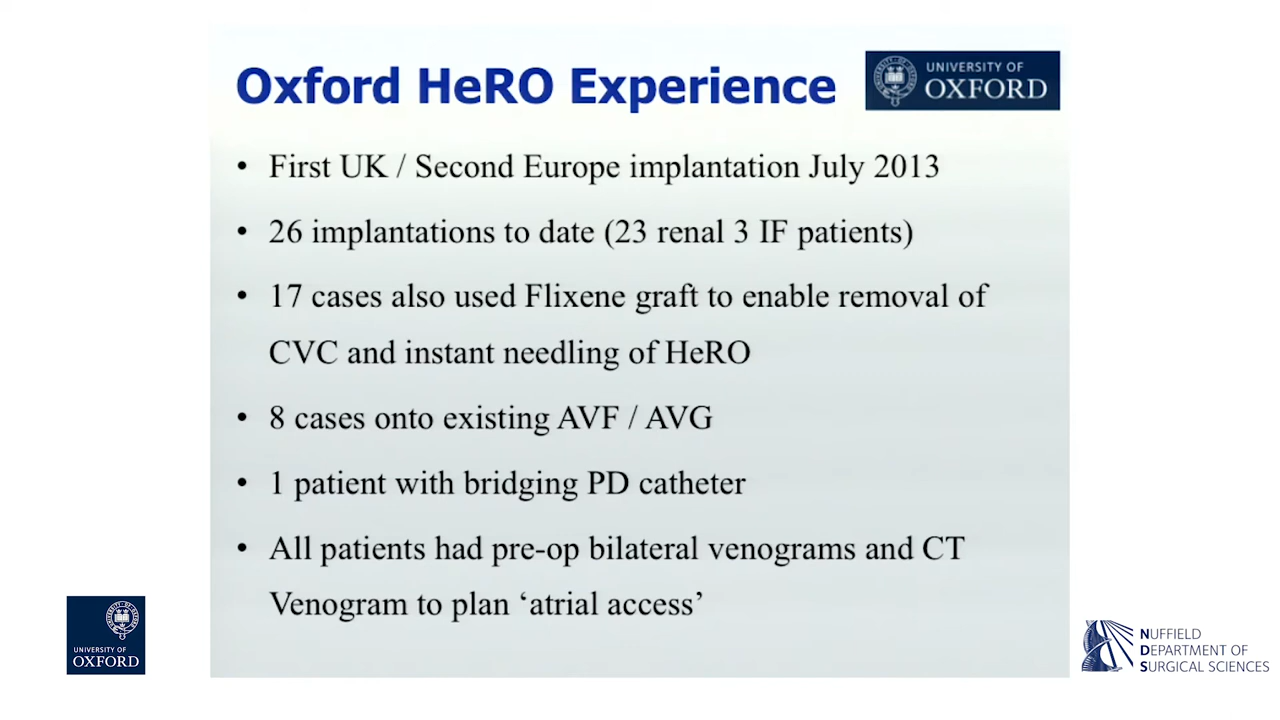 Oxford HeRO Experience
UNIVERSITY OF
OXFORD
• First UK / Second Europe implantation July 2013
• 26 implantations to date (23 renal 3 IF patients)
• 17 cases also used Flixene graft to enable removal of
CVC and instant needling of HeRO
• 8 cases onto existing AVF / AVG
• 1 patient with bridging PD catheter
• All patients had pre-op bilateral venograms and CT
Venogram to plan ‘atrial access’
UNIVERSITY OF
OXFORD
NUFFIELD
DEPARTMENT OF
SURGICAL SCIENCES